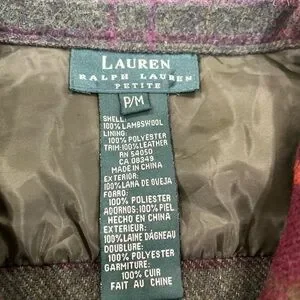 LAUREN
RALPH LAUREN
PETITE
P/M
SHELL:
100% LAMBSWOOL
LINING:
100% POLYESTER
TRIM:100%LEATHER
RN 54050
CA 08349
MADE IN CHINA
EXTERIOR:
100% LANA DE OVEJA
FORRO:
100% POLIESTER
ADORNOS:100% PIEL
HECHO EN CHINA
EXTERIEUR:
100%LAINE DAGNEAU
DOUBLURE:
100% POLYESTER
GARMITURE:
100% CUIR
FAIT AU CHINE